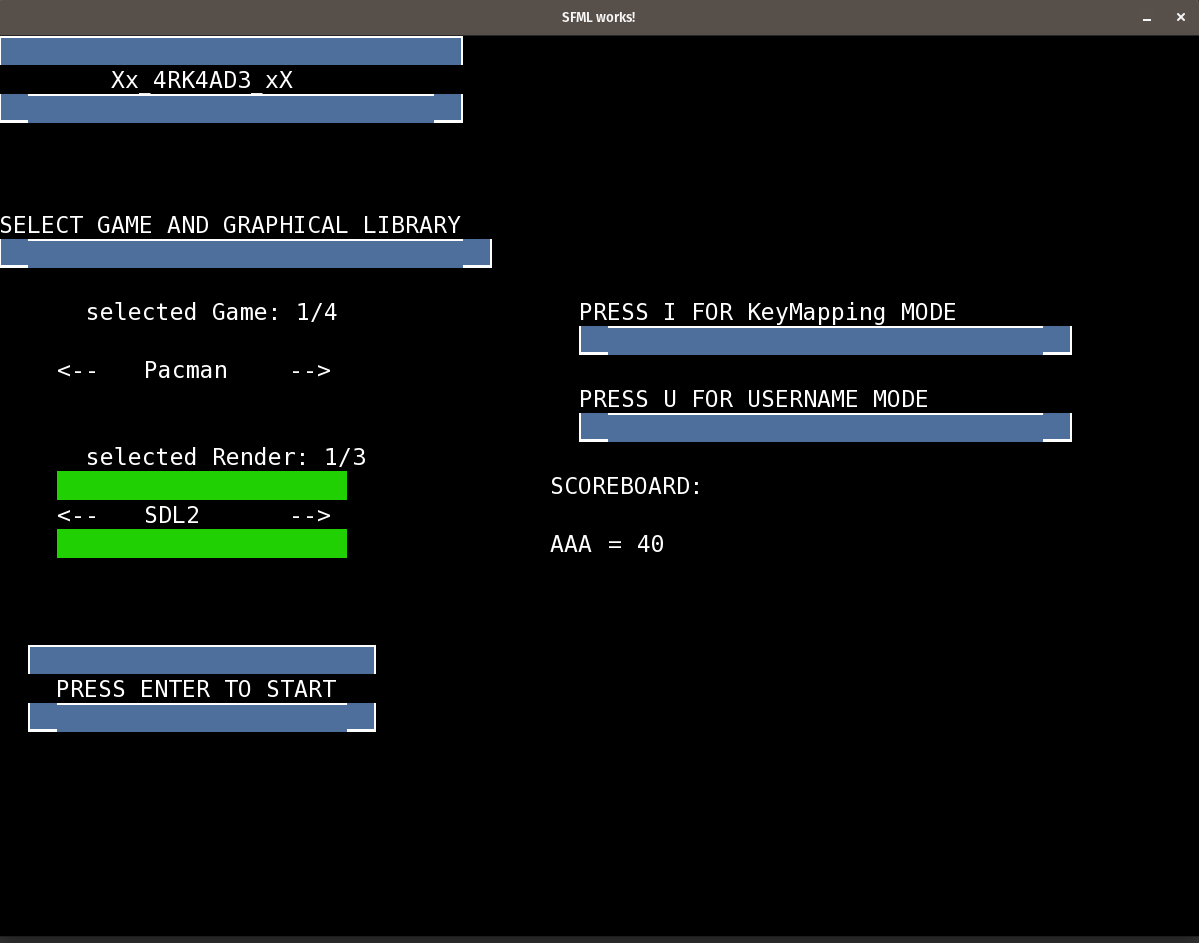 SFML works!
Xx_4RK4AD3_xX
SELECT GAME AND GRAPHICAL LIBRARY
selected Game: 1/4
<-- Pacman -->
selected Render: 1/3
<-- SDL2 -->
PRESS ENTER TO START
PRESS I FOR KeyMapping MODE
PRESS U FOR USERNAME MODE
SCOREBOARD:
AAA = 40